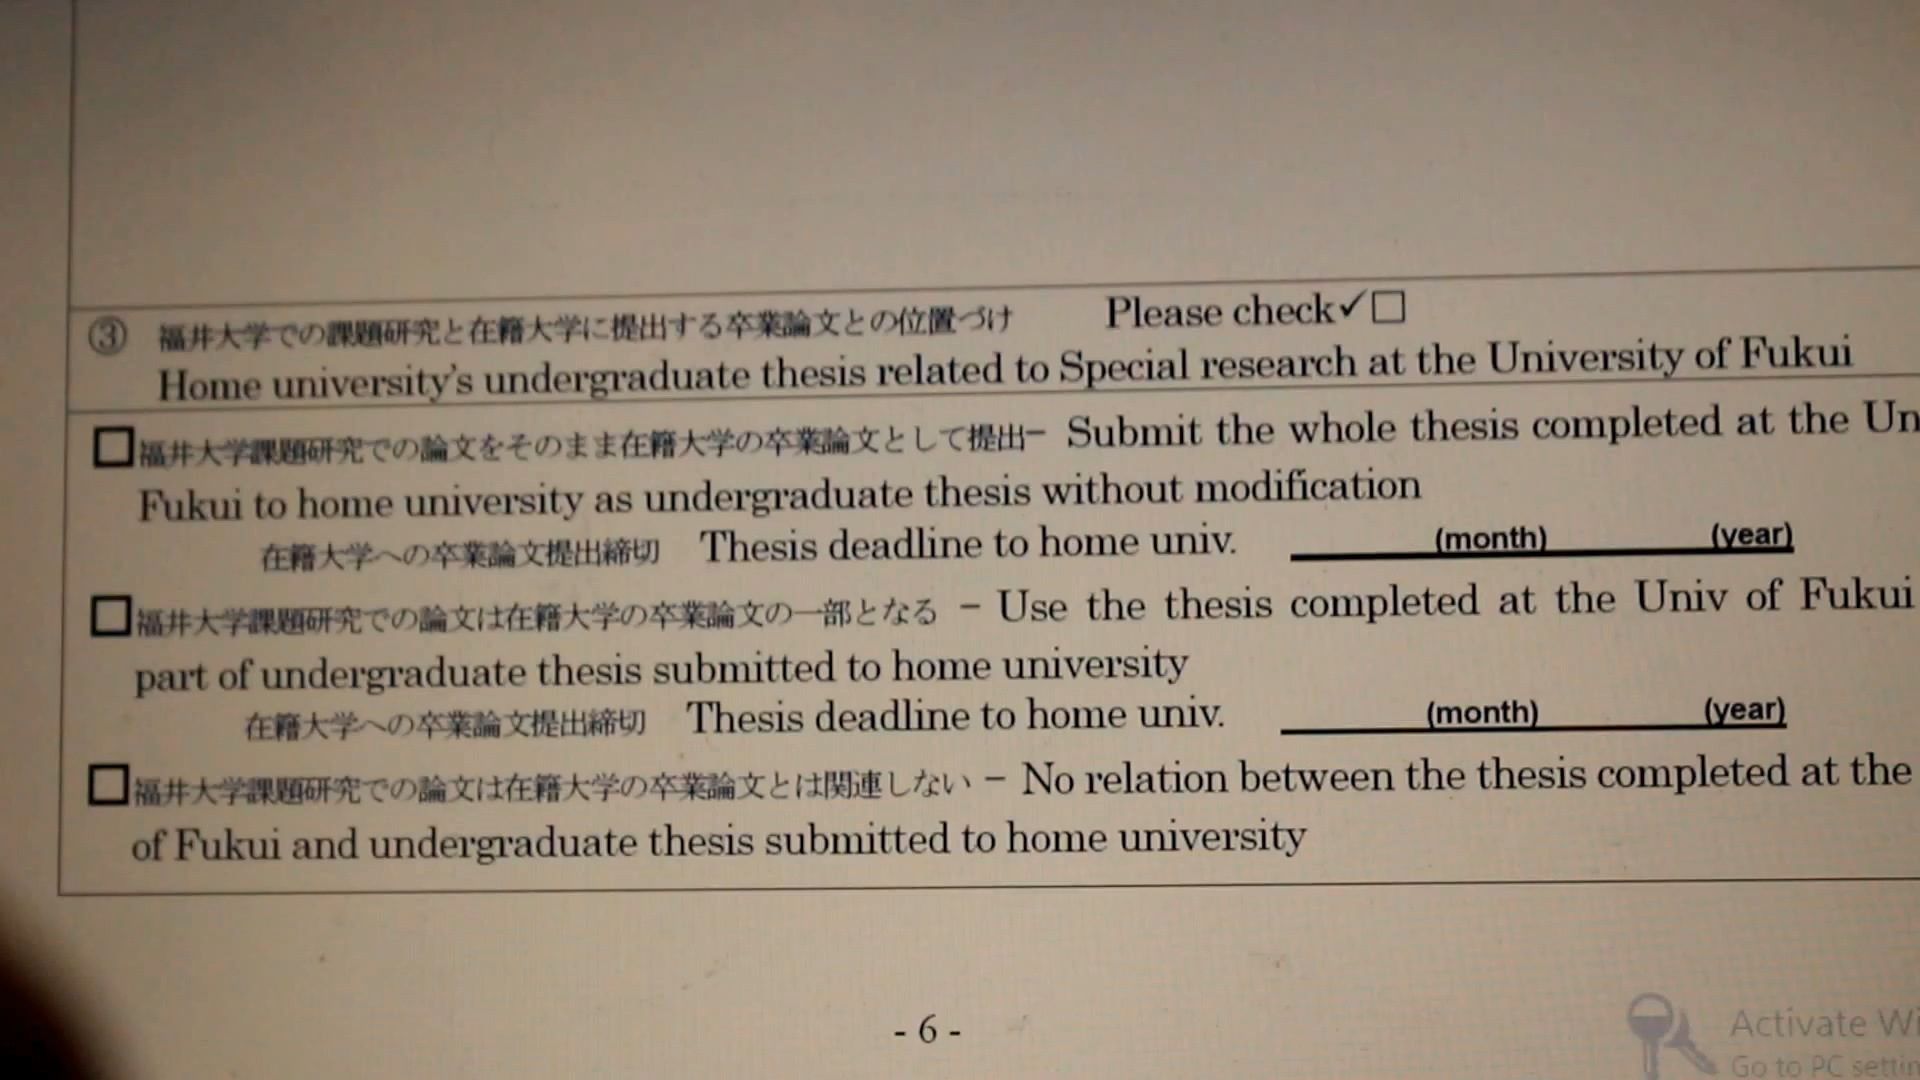 ③ 福井大学での課題研究と在籍大学に提出する卒業論文との位置づけ Please check✓□
Home university's undergraduate thesis related to Special research at the University of Fukui
□福井大学課題研究での論文をそのまま在籍大学の卒業論文として提出− Submit the whole thesis completed at the
Fukui to home university as undergraduate thesis without modification
在籍大学への卒業論文提出締切 Thesis deadline to home univ. (month) (year)
□福井大学課題研究での論文は在籍大学の卒業論文の一部となる − Use the thesis completed at the Univ of Fukui
part of undergraduate thesis submitted to home university
在籍大学への卒業論文提出締切 Thesis deadline to home univ. (month) (year)
□福井大学課題研究での論文は在籍大学の卒業論文とは関連しない − No relation between the thesis completed at the
of Fukui and undergraduate thesis submitted to home university
- 6 -
Activate
Go to PC